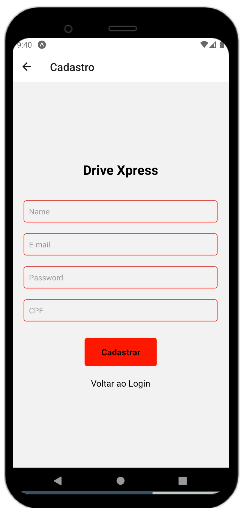 9:40
Cadastro
Drive Xpress
Name
E-mail
Password
CPF
Cadastrar
Voltar ao Login